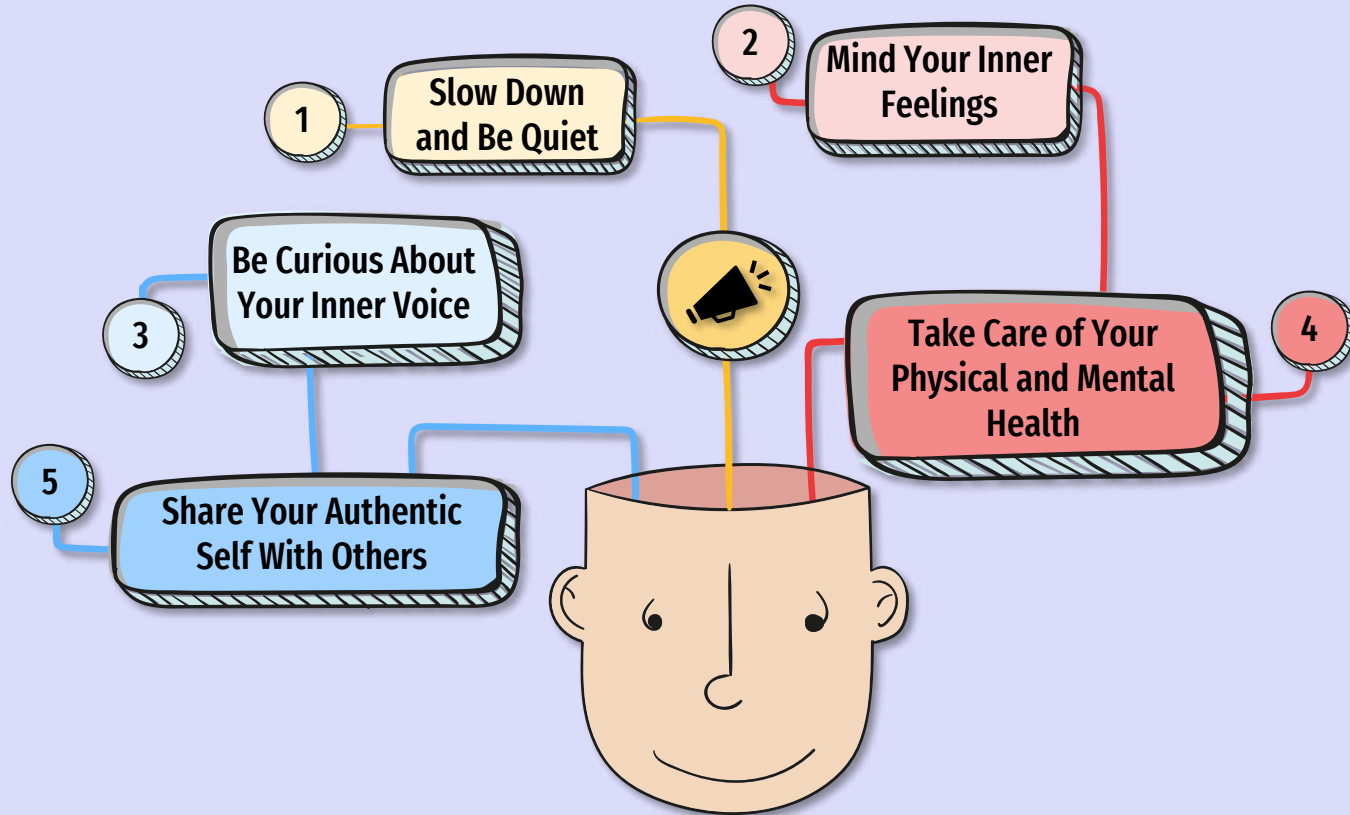 1
Slow Down
and Be Quiet
2
Mind Your Inner
Feelings
3
Be Curious About
Your Inner Voice
4
Take Care of Your
Physical and Mental
Health
5
Share Your Authentic
Self With Others